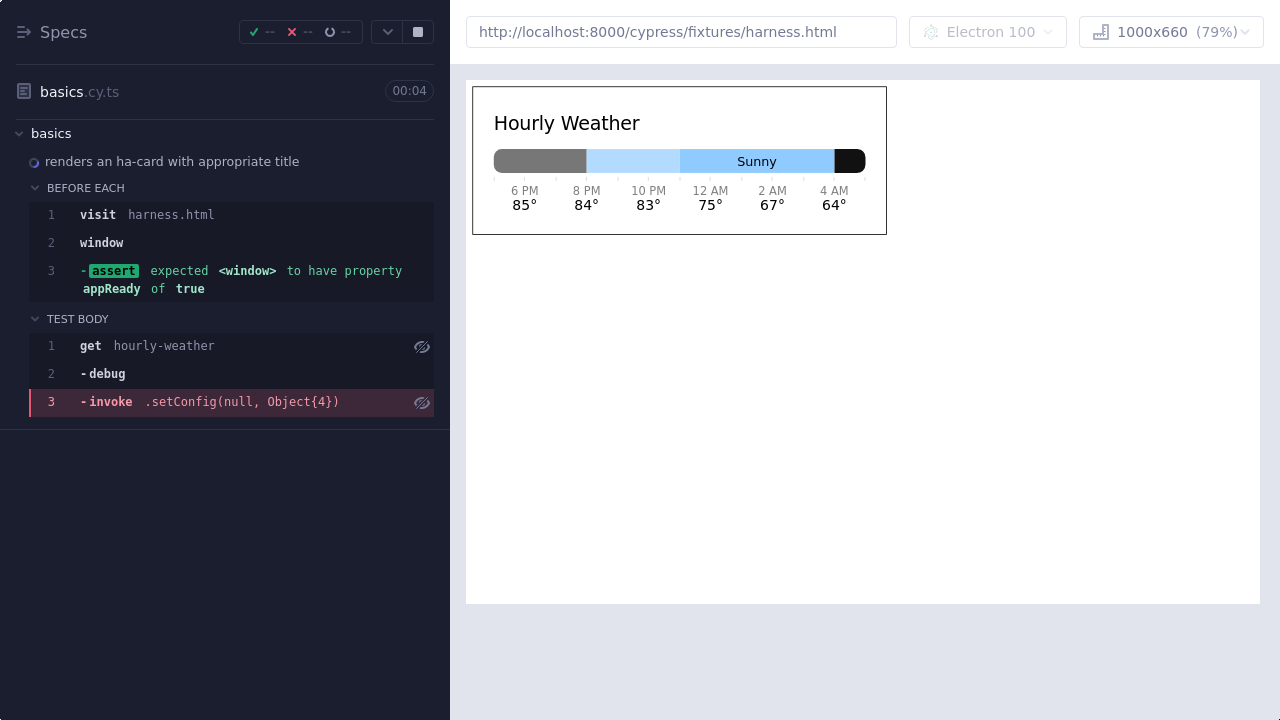 Specs
-- -- --
basics.cy.ts 00:04
basics
renders an ha-card with appropriate title
BEFORE EACH
1 visit harness.html
2 window
3 -assert expected <window> to have property
appReady of true
TEST BODY
1 get hourly-weather
2 -debug
3 -invoke .setConfig(null, Object{4})
http://localhost:8000/cypress/fixtures/harness.html
Electron 100
1000x660 (79%)
Hourly Weather
Sunny
6 PM 8 PM 10 PM 12 AM 2 AM 4 AM
85° 84° 83° 75° 67° 64°